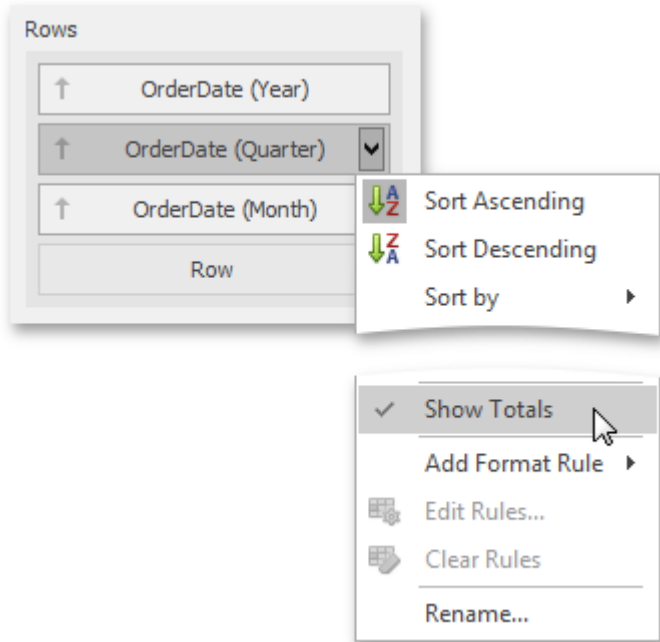 Rows
OrderDate (Year)
OrderDate (Quarter)
OrderDate (Month)
Row
Sort Ascending
Sort Descending
Sort by
Show Totals
Add Format Rule
Edit Rules...
Clear Rules
Rename...